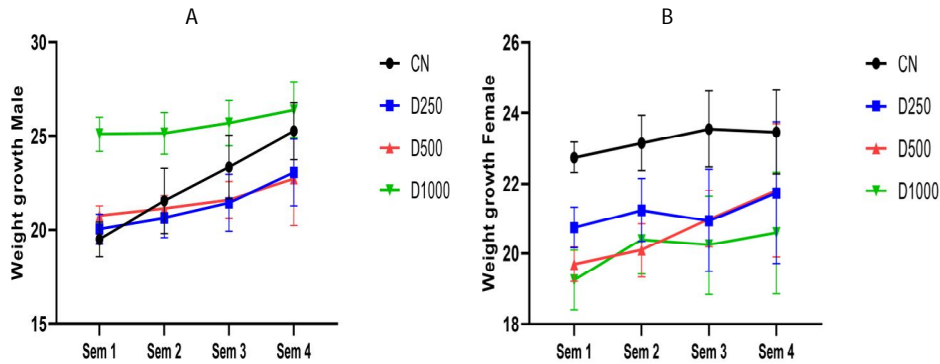 A
Weight growth Male
30
25
20
15
Sem 1 Sem 2 Sem 3 Sem 4
CN
D250
D500
D1000
B
Weight growth Female
26
24
22
20
18
Sem 1 Sem 2 Sem 3 Sem 4
CN
D250
D500
D1000